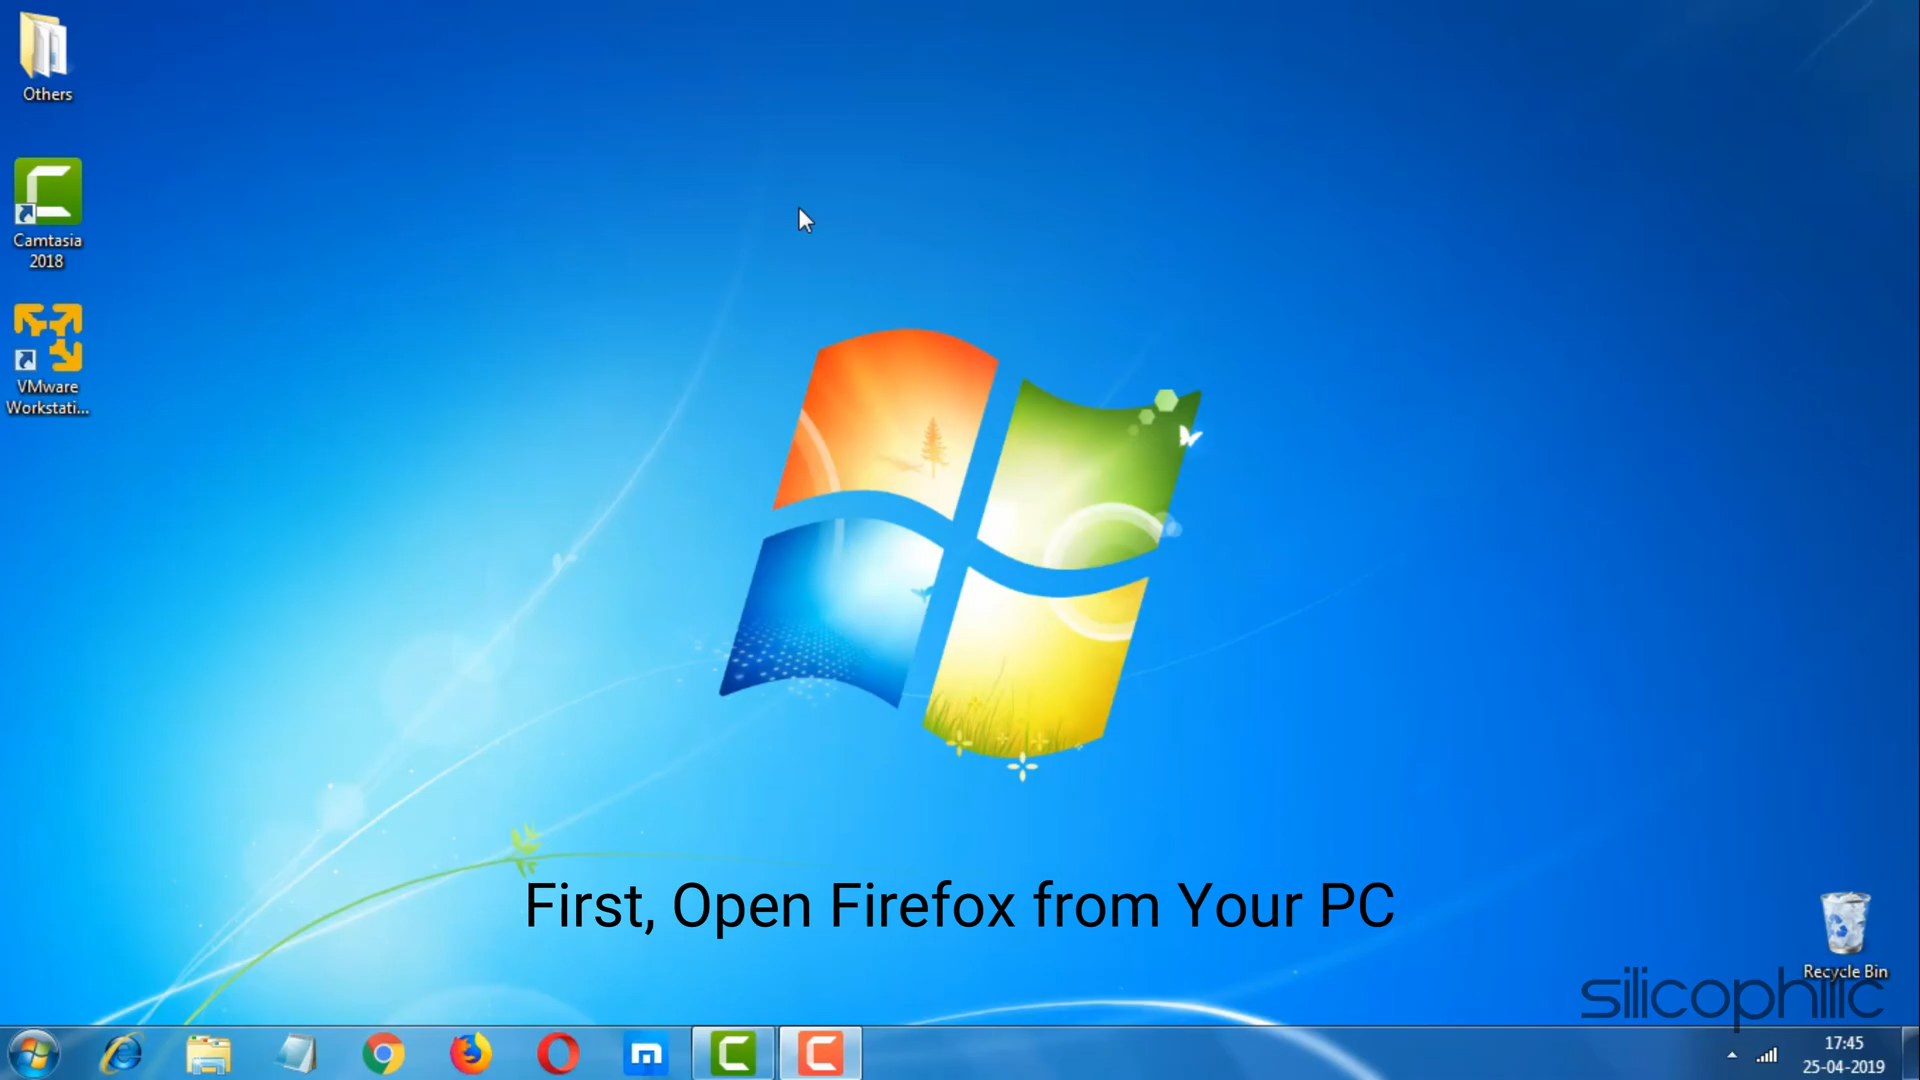 Others
Camtasia
2018
VMware
Workstati...
First, Open Firefox from Your PC
Recycle Bin
silicophilic
17:45
25-04-2019